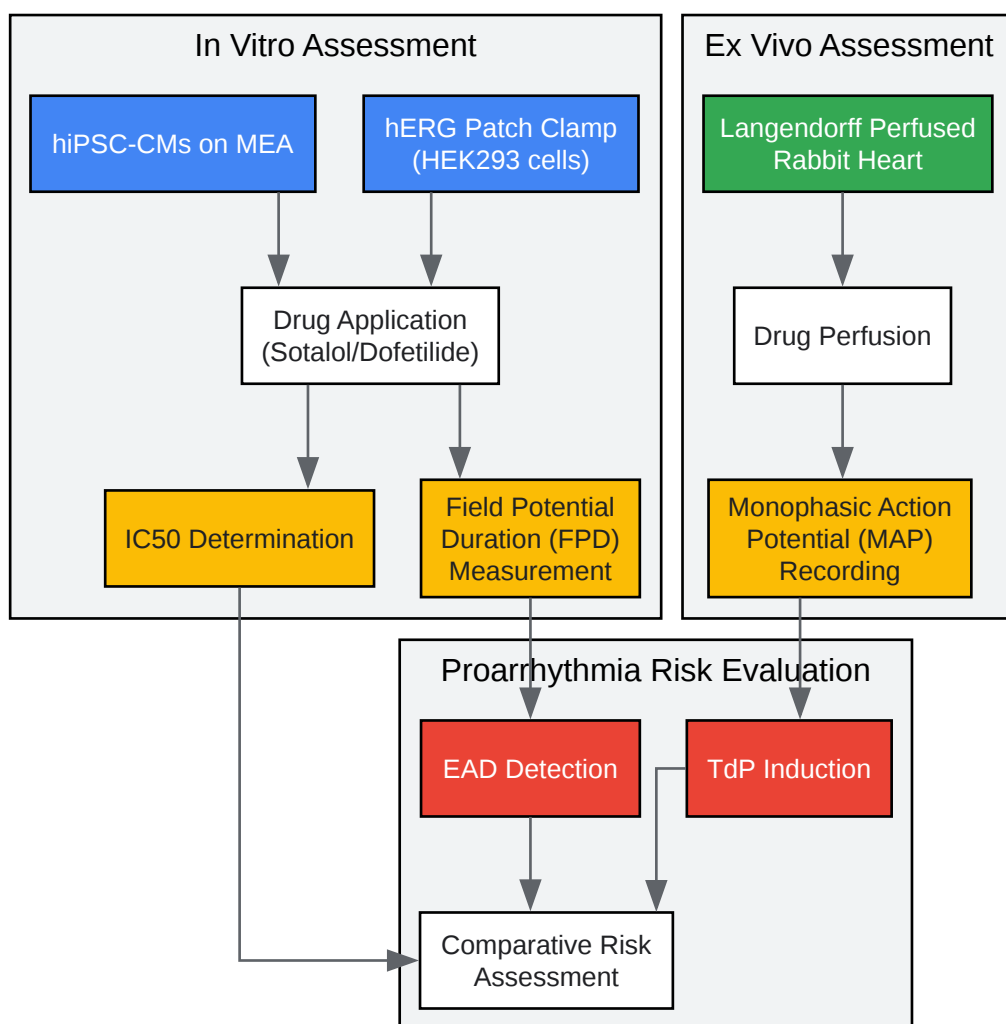 In Vitro Assessment
Ex Vivo Assessment
hiPSC-CMs on MEA
hERG Patch Clamp
(HEK293 cells)
Langendorff Perfused
Rabbit Heart
Drug Application
(Sotalol/Dofetilide)
Drug Perfusion
IC50 Determination
Field Potential
Duration (FPD)
Measurement
Monophasic Action
Potential (MAP)
Recording
Proarrhythmia Risk Evaluation
EAD Detection
TdP Induction
Comparative Risk
Assessment